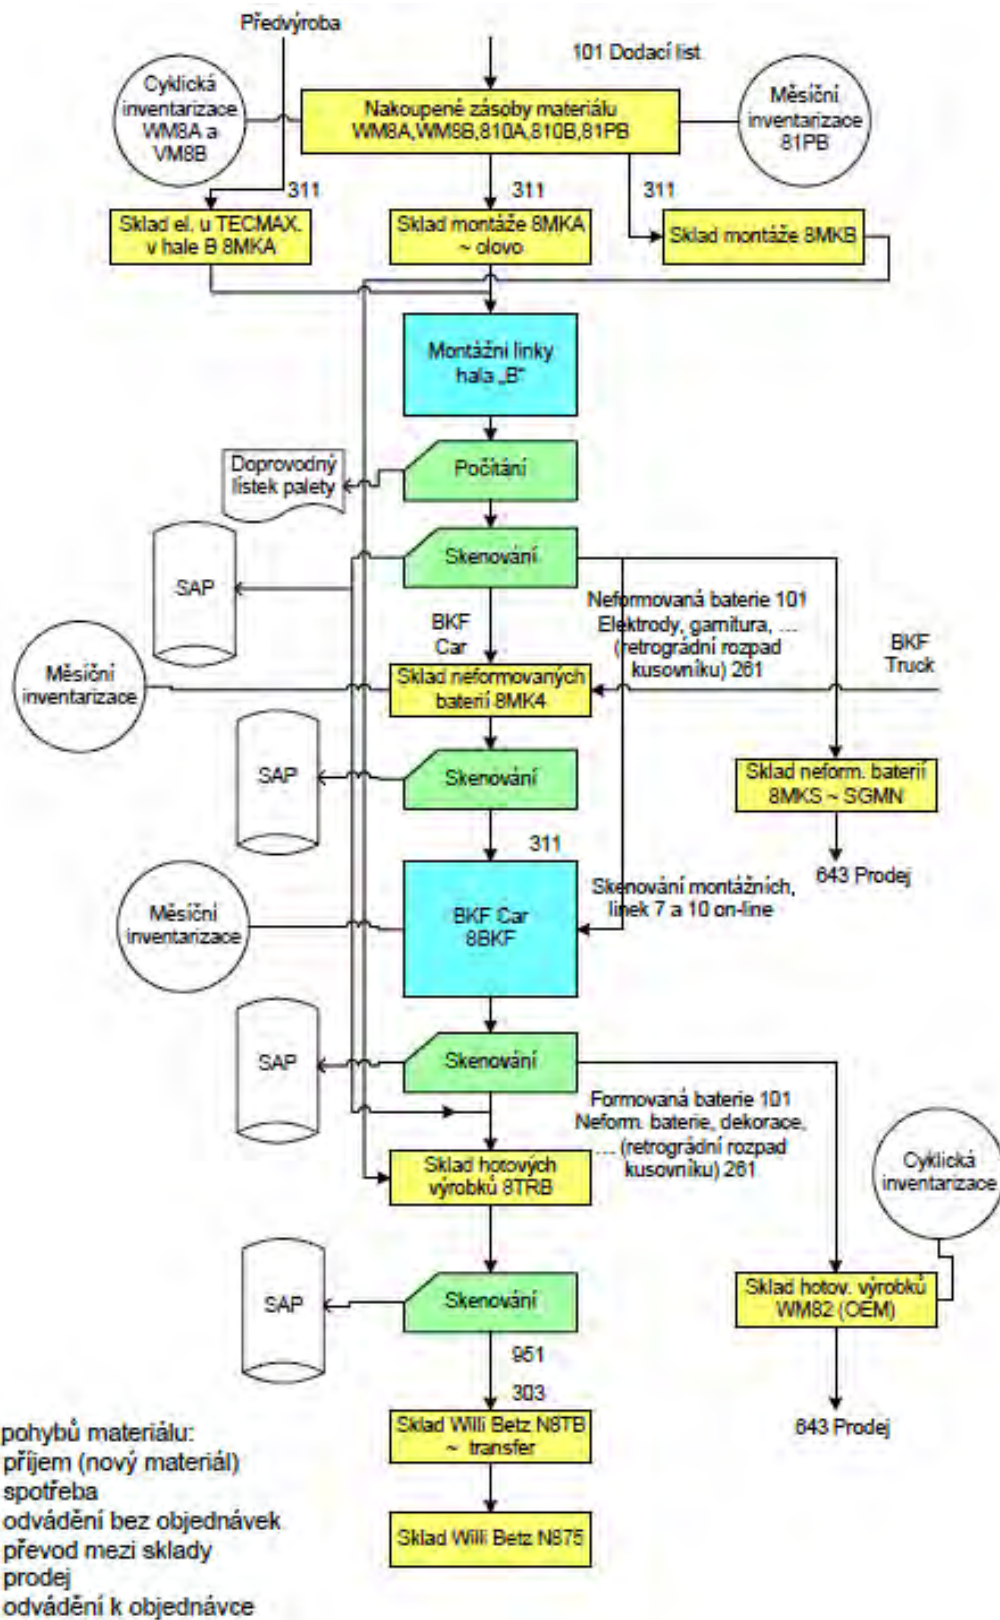 Předvýroba
101 Dodací list
Cyklická
inventarizace
WM8A a
VM8B
Nakoupené zásoby materiálu
WM8A,WM8B,810A,810B,81PB
Měsíční
inventarizace
81PB
311
311
311
Sklad el. u TECMAX.
v hale B 8MKA
Sklad montáže 8MKA
~ olovo
Sklad montáže 8MKB
Montážní linky
hala „B“
Počítání
Doprovodný
lístek palety
Skenování
SAP
BKF
Car
Neformovaná baterie 101
Elektrody, garnitura, ...
(retrográdní rozpad
kusovníku) 261
BKF
Truck
Měsíční
inventarizace
Sklad neformovaných
baterií 8MK4
Skenování
SAP
Sklad neform. baterií
8MKS ~ SGMN
311
643 Prodej
Skenování montážních,
linek 7 a 10 on-line
Měsíční
inventarizace
BKF Car
8BKF
Skenování
SAP
Formovaná baterie 101
Neform. baterie, dekorace,
... (retrográdní rozpad
kusovníku) 261
Cyklická
inventarizace
Sklad hotových
výrobků 8TRB
Skenování
SAP
Sklad hotov. výrobků
WM82 (OEM)
951
303
Sklad Willi Betz N8TB
~ transfer
643 Prodej
Sklad Willi Betz N875
pohybů materiálu:
příjem (nový materiál)
spotřeba
odvádění bez objednávek
převod mezi sklady
prodej
odvádění k objednávce